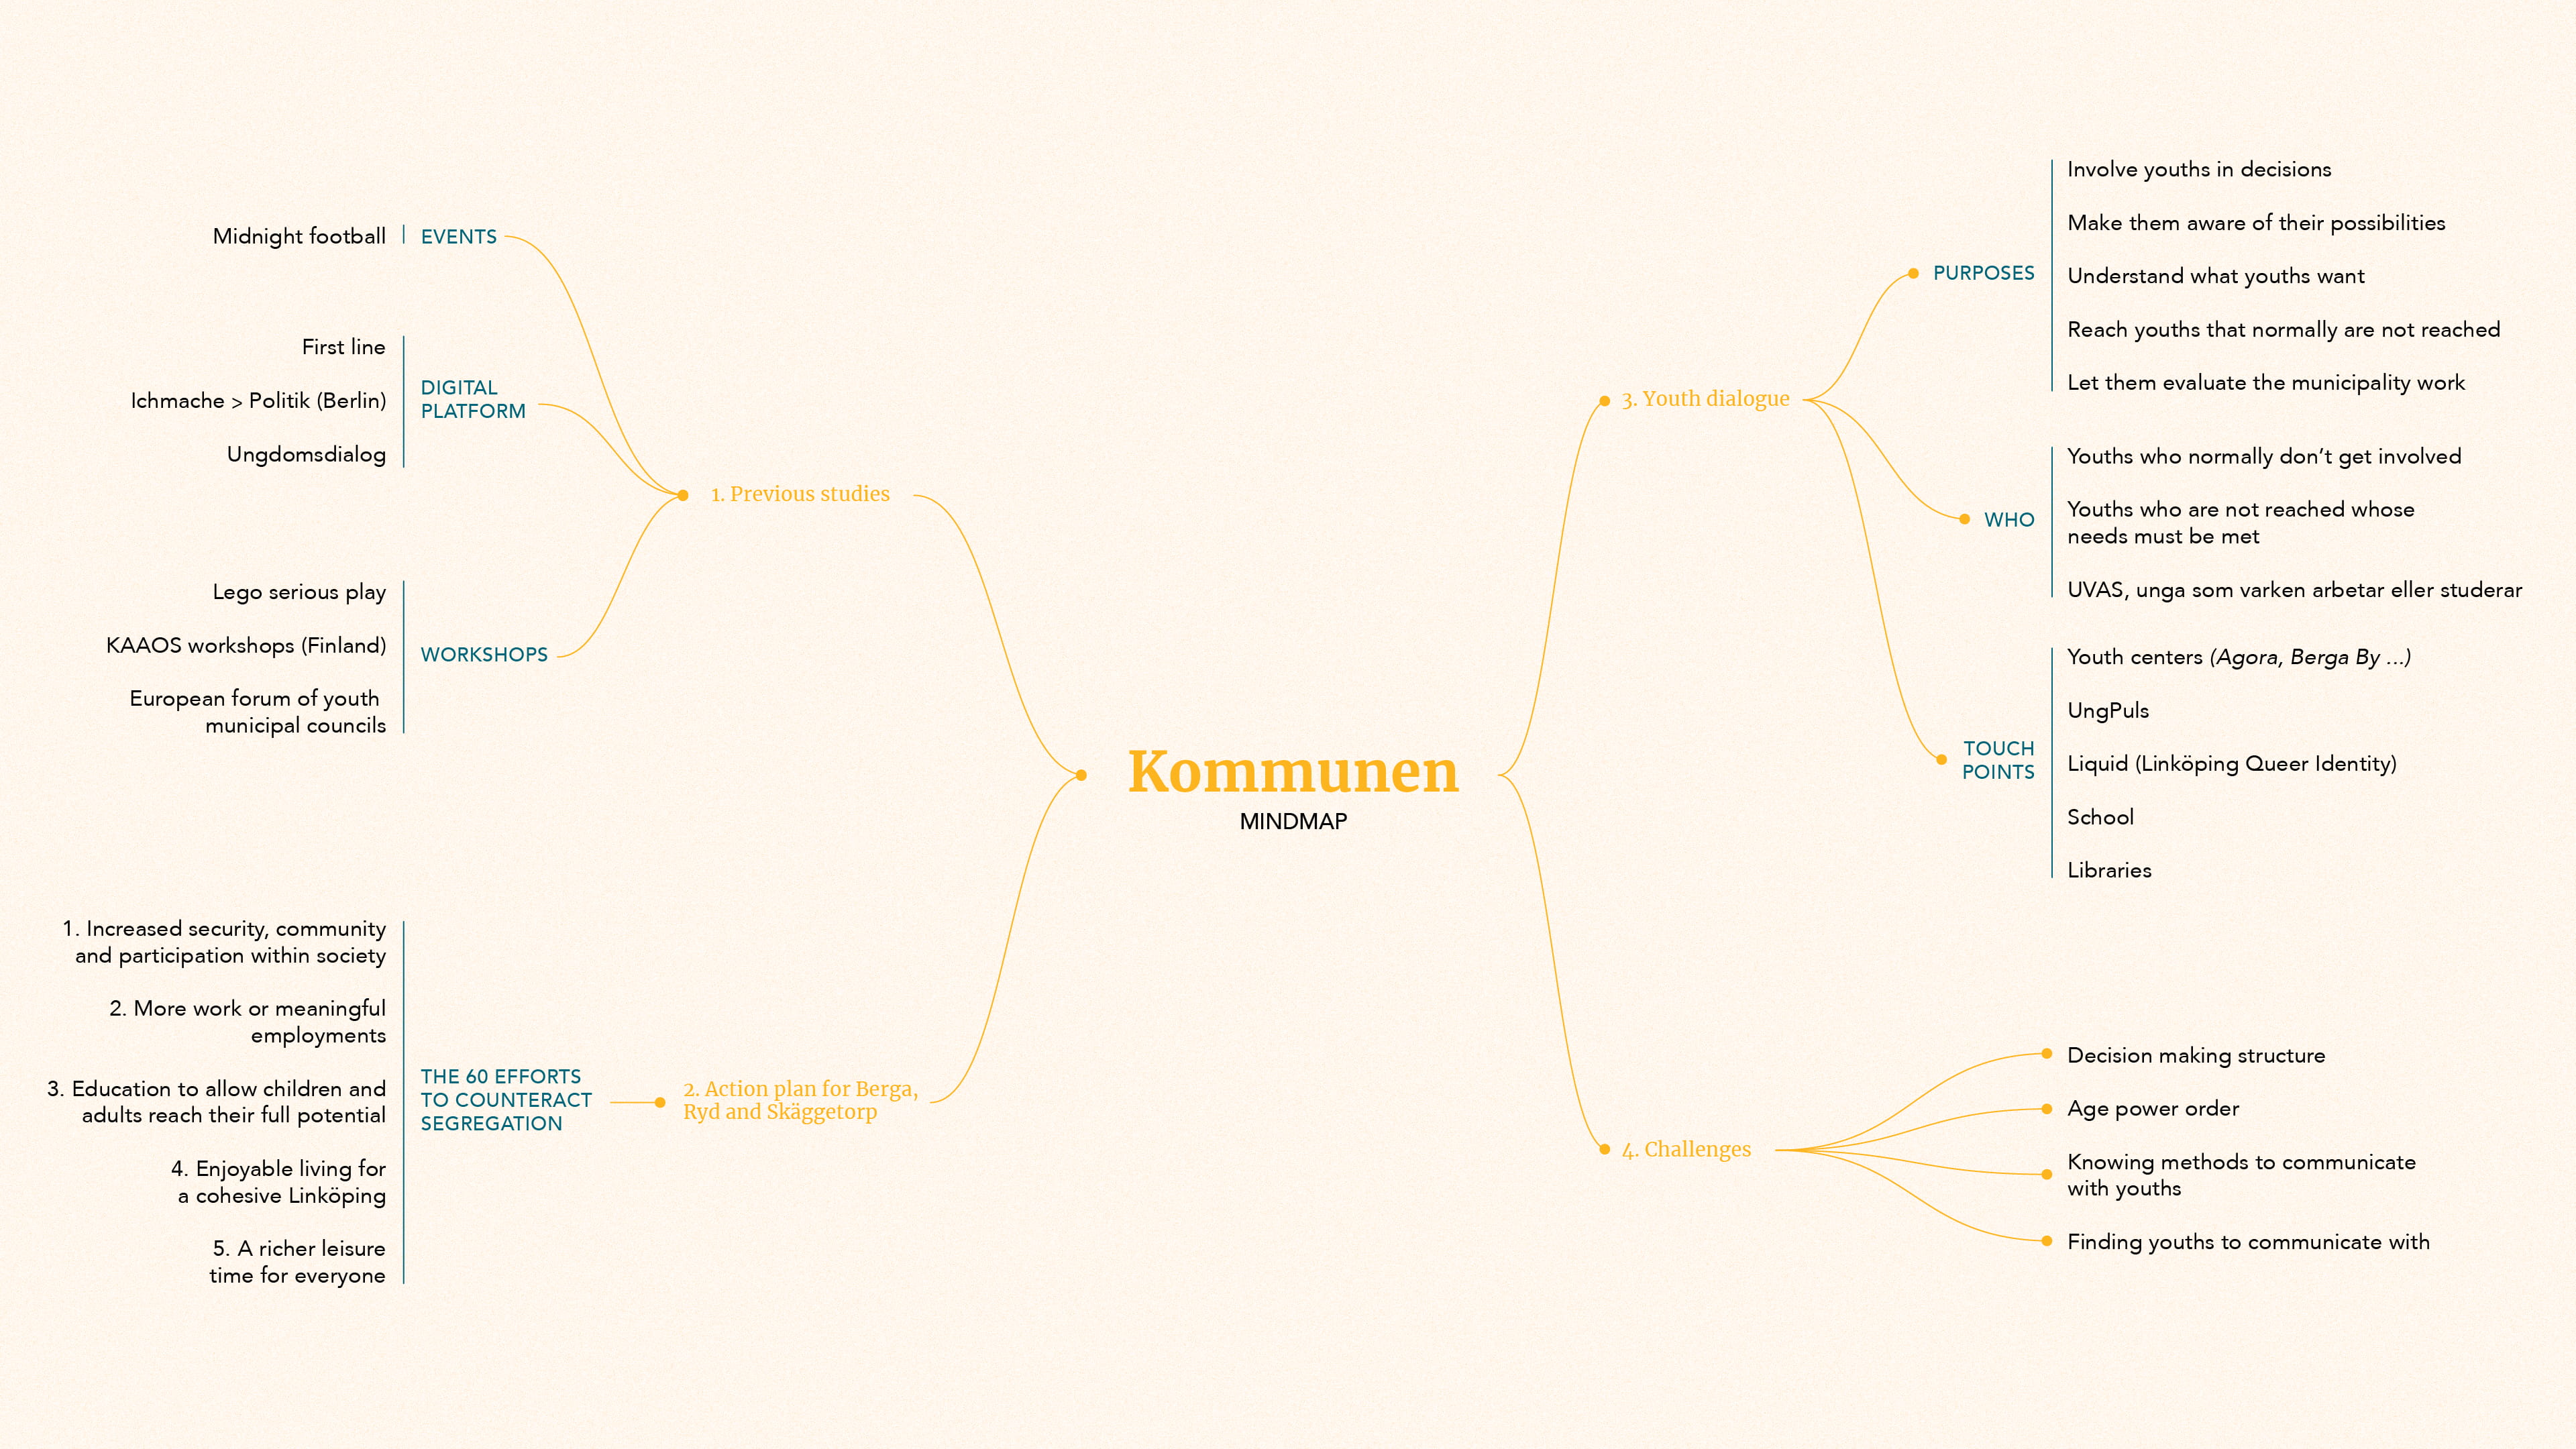 Kommunen
MINDMAP
1. Previous studies
EVENTS
Midnight football
DIGITAL
PLATFORM
First line
Ichmache > Politik (Berlin)
Ungdomsdialog
WORKSHOPS
Lego serious play
KAAOS workshops (Finland)
European forum of youth
municipal councils
2. Action plan for Berga,
Ryd and Skäggetorp
THE 60 EFFORTS
TO COUNTERACT
SEGREGATION
1. Increased security, community
and participation within society
2. More work or meaningful
employments
3. Education to allow children and
adults reach their full potential
4. Enjoyable living for
a cohesive Linköping
5. A richer leisure
time for everyone
3. Youth dialogue
PURPOSES
Involve youths in decisions
Make them aware of their possibilities
Understand what youths want
Reach youths that normally are not reached
Let them evaluate the municipality work
WHO
Youths who normally don’t get involved
Youths who are not reached whose
needs must be met
UVAS, unga som varken arbetar eller studerar
TOUCH
POINTS
Youth centers (Agora, Berga By ...)
UngPuls
Liquid (Linköping Queer Identity)
School
Libraries
4. Challenges
Decision making structure
Age power order
Knowing methods to communicate
with youths
Finding youths to communicate with